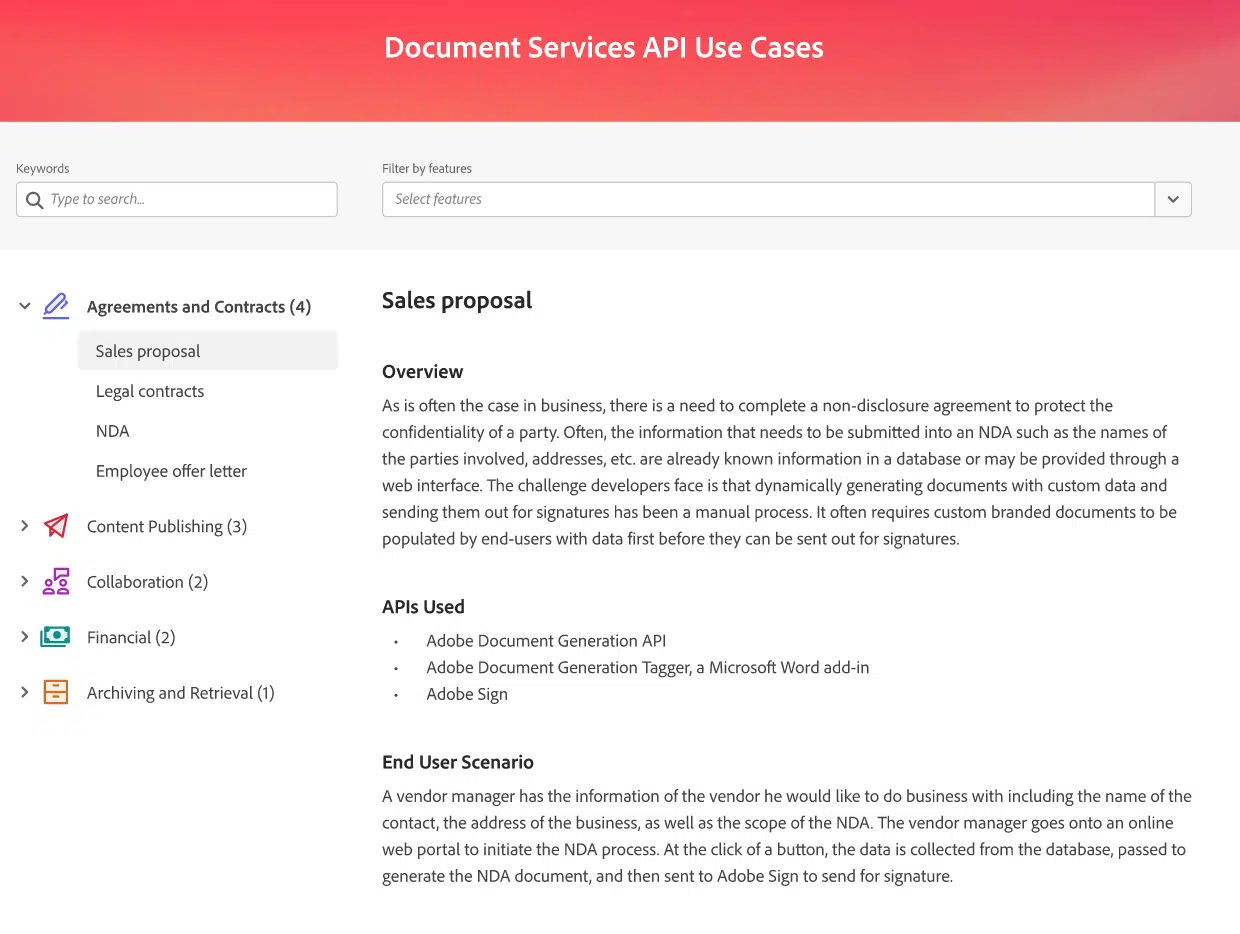 Document Services API Use Cases
Keywords
Filter by features
Type to search...
Select features
Agreements and Contracts (4)
Sales proposal
Legal contracts
NDA
Employee offer letter
Content Publishing (3)
Collaboration (2)
Financial (2)
Archiving and Retrieval (1)
Sales proposal
Overview
As is often the case in business, there is a need to complete a non-disclosure agreement to protect the
confidentiality of a party. Often, the information that needs to be submitted into an NDA such as the names of
the parties involved, addresses, etc. are already known information in a database or may be provided through a
web interface. The challenge developers face is that dynamically generating documents with custom data and
sending them out for signatures has been a manual process. It often requires custom branded documents to be
populated by end-users with data first before they can be sent out for signatures.
APIs Used
• Adobe Document Generation API
• Adobe Document Generation Tagger, a Microsoft Word add-in
• Adobe Sign
End User Scenario
A vendor manager has the information of the vendor he would like to do business with including the name of the
contact, the address of the business, as well as the scope of the NDA. The vendor manager goes onto an online
web portal to initiate the NDA process. At the click of a button, the data is collected from the database, passed to
generate the NDA document, and then sent to Adobe Sign to send for signature.